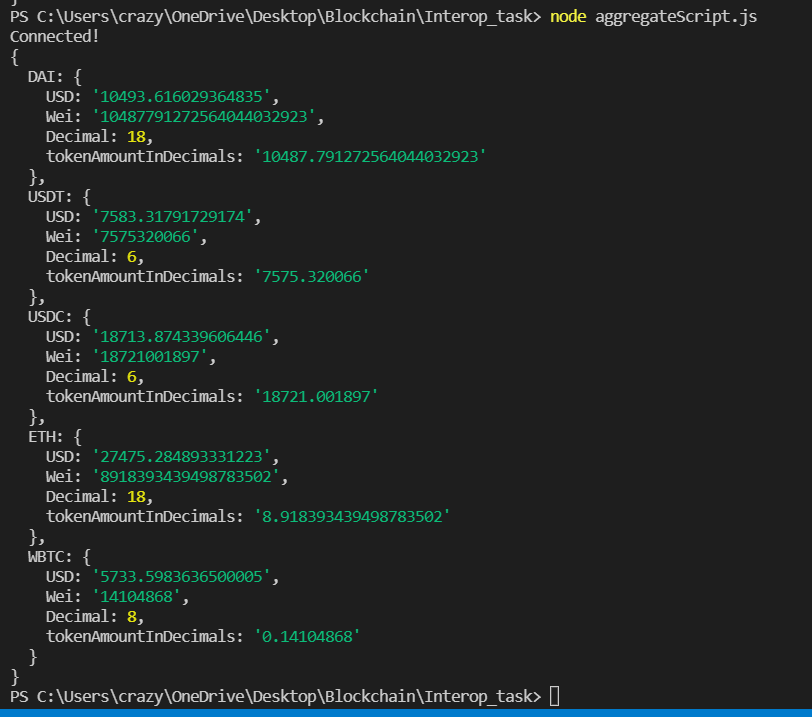 }
PS C:\Users\crazy\OneDrive\Desktop\Blockchain\Interop_task> node aggregateScript.js
Connected!
{
  DAI: {
    USD: '10493.616029364835',
    Wei: '10487791272564044032923',
    Decimal: 18,
    tokenAmountInDecimals: '10487.791272564044032923'
  },
  USDT: {
    USD: '7583.31791729174',
    Wei: '7575320066',
    Decimal: 6,
    tokenAmountInDecimals: '7575.320066'
  },
  USDC: {
    USD: '18713.874339606446',
    Wei: '18721001897',
    Decimal: 6,
    tokenAmountInDecimals: '18721.001897'
  },
  ETH: {
    USD: '27475.284893331223',
    Wei: '8918393439498783502',
    Decimal: 18,
    tokenAmountInDecimals: '8.918393439498783502'
  },
  WBTC: {
    USD: '5733.5983636500005',
    Wei: '14104868',
    Decimal: 8,
    tokenAmountInDecimals: '0.14104868'
  }
}
PS C:\Users\crazy\OneDrive\Desktop\Blockchain\Interop_task>